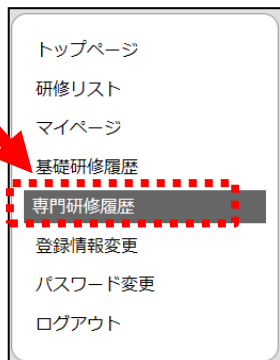 トップページ
研修リスト
マイページ
基礎研修履歴
専門研修履歴
登録情報変更
パスワード変更
ログアウト